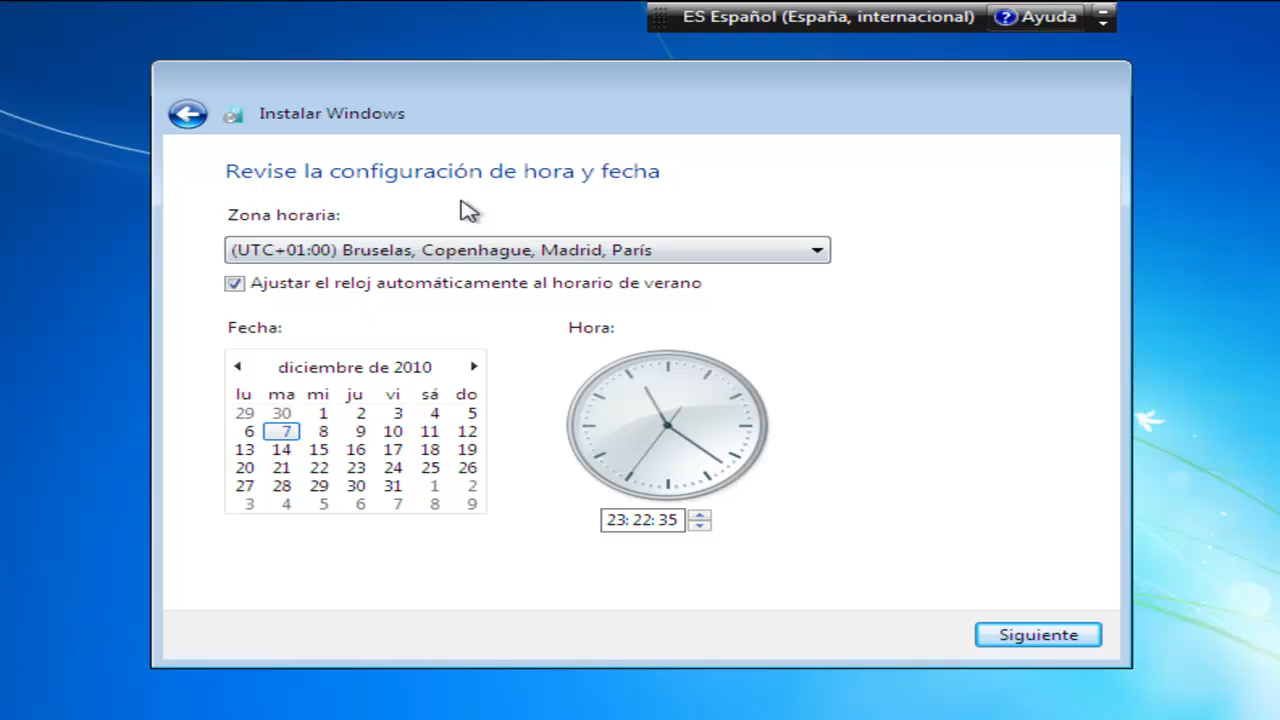 ES Español (España, internacional) ? Ayuda
Instalar Windows
Revise la configuración de hora y fecha
Zona horaria:
(UTC+01:00) Bruselas, Copenhague, Madrid, París
Ajustar el reloj automáticamente al horario de verano
Fecha:
Hora:
diciembre de 2010
lu ma mi ju vi sá do
29 30 1 2 3 4 5
6 7 8 9 10 11 12
13 14 15 16 17 18 19
20 21 22 23 24 25 26
27 28 29 30 31 1 2
3 4 5 6 7 8 9
23:22:35
Siguiente